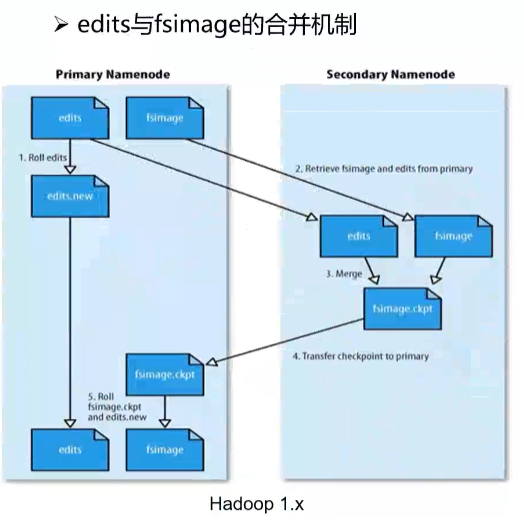 ➢ edits与fsimage的合并机制
Primary Namenode
Secondary Namenode
edits
fsimage
1. Roll edits
2. Retrieve fsimage and edits from primary
edits.new
edits
fsimage
3. Merge
fsimage.ckpt
4. Transfer checkpoint to primary
fsimage.ckpt
5. Roll
fsimage.ckpt
and edits.new
edits
fsimage
Hadoop 1.x